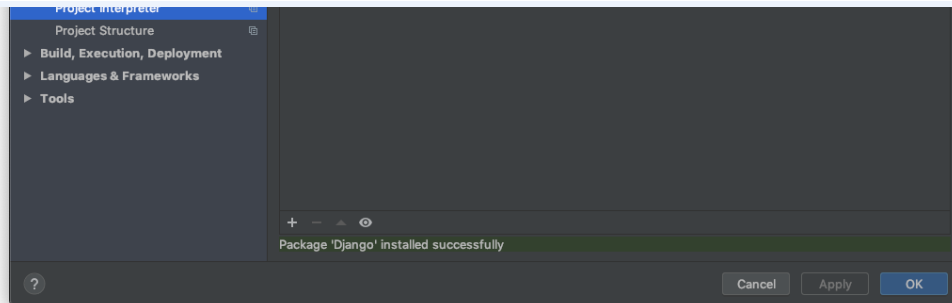 Project Interpreter
Project Structure
Build, Execution, Deployment
Languages & Frameworks
Tools
Package 'Django' installed successfully
?
Cancel
Apply
OK